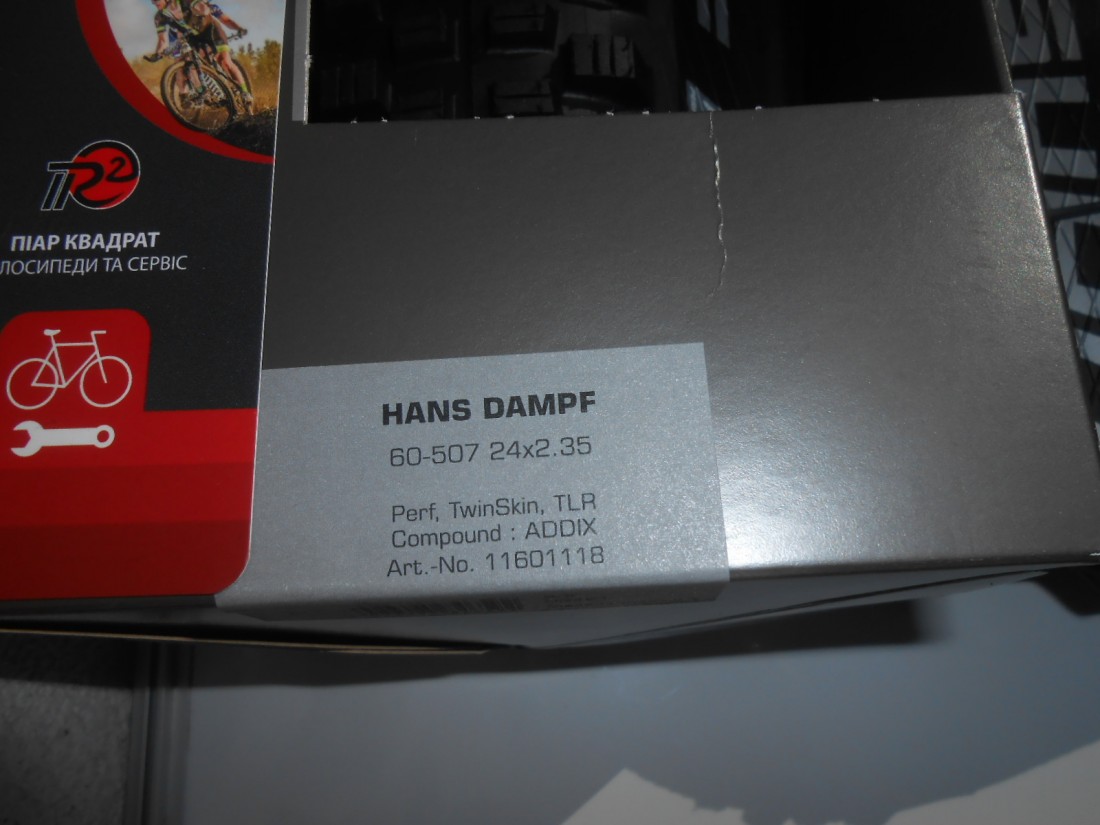 ПR2
ПІАР КВАДРАТ
ЛОСИПЕДИ ТА СЕРВІС
HANS DAMPF
60-507 24x2.35
Perf, TwinSkin, TLR
Compound : ADDIX
Art.-No. 11601118